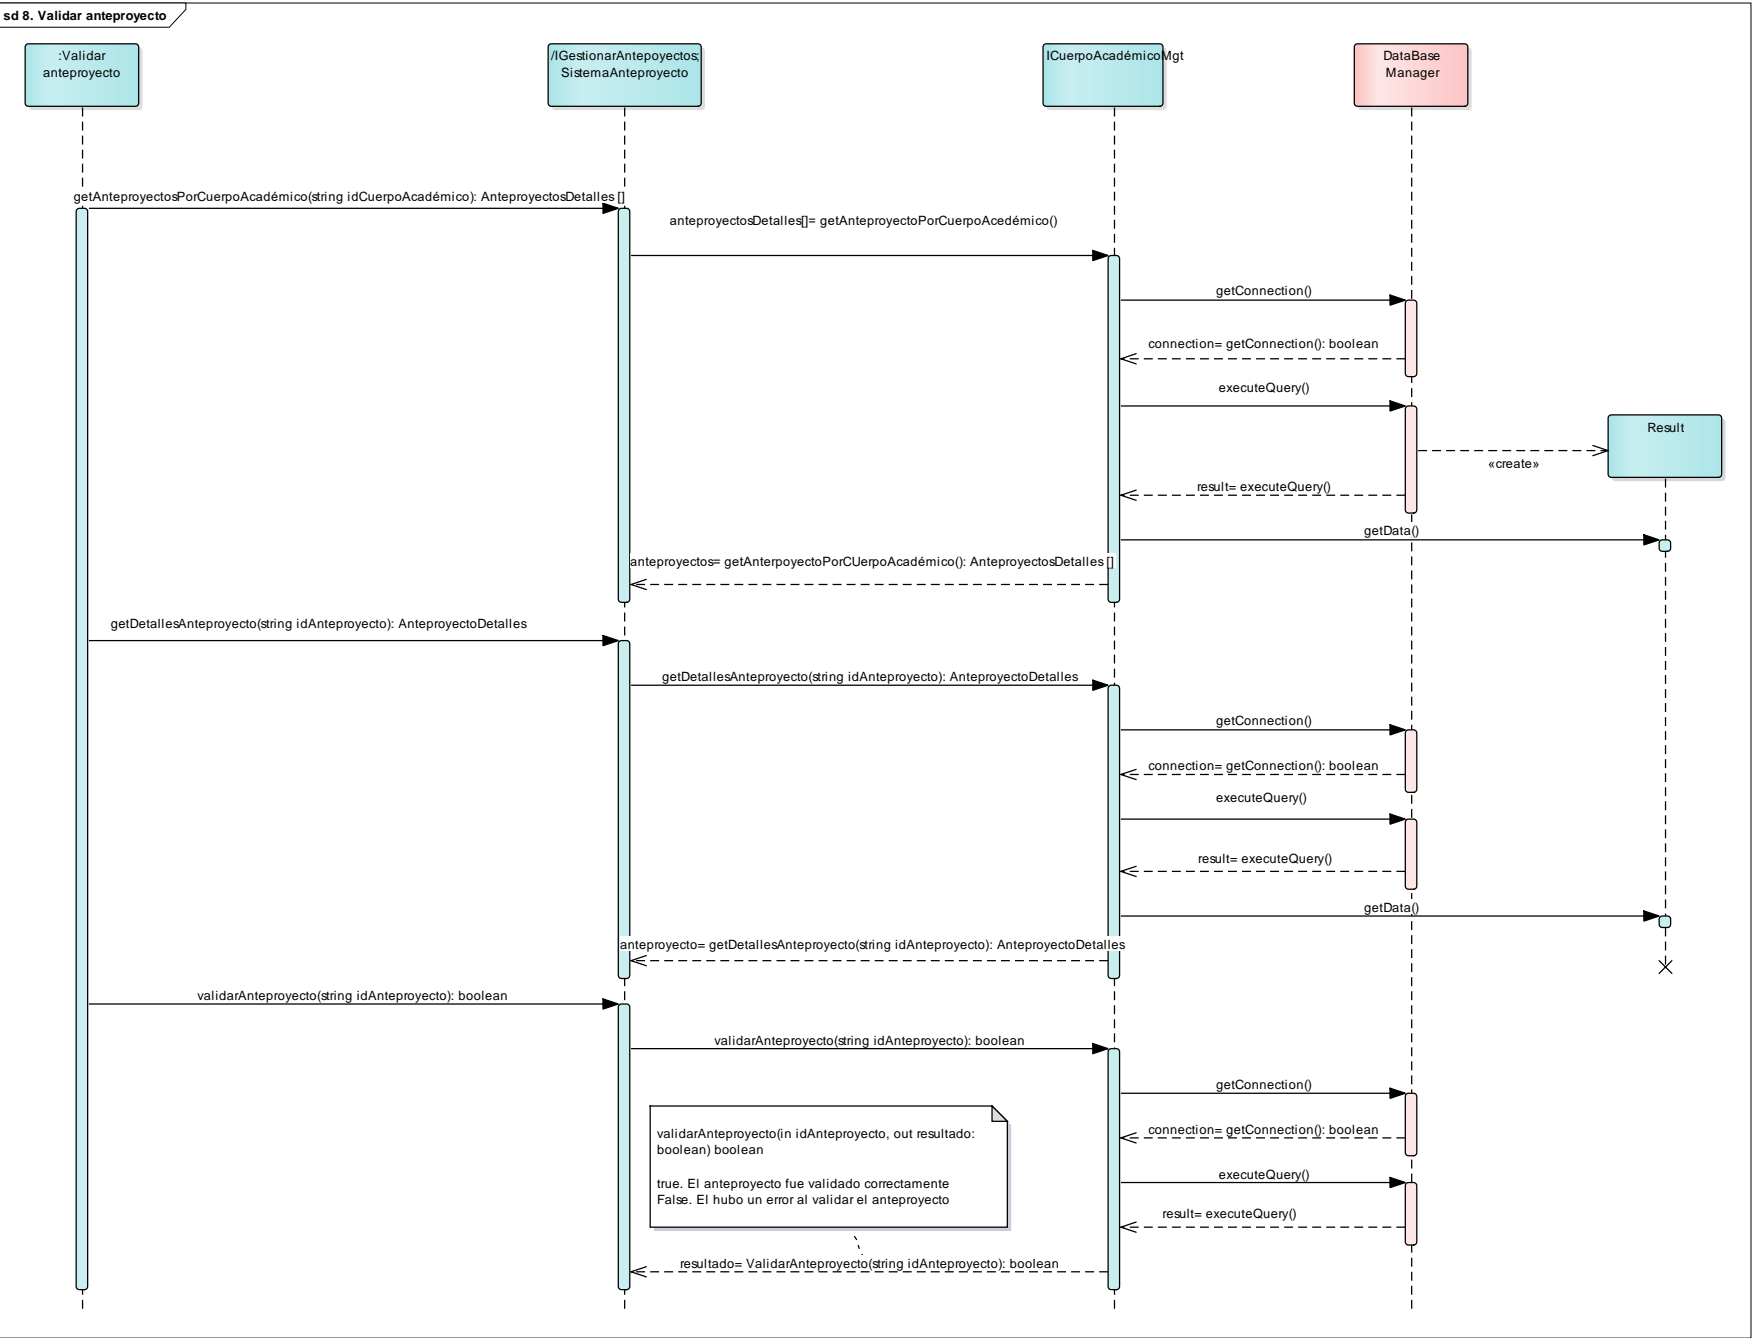 sd 8. Validar anteproyecto
:Validar
anteproyecto
/IGestionarAntepoyectos;
SistemaAnteproyecto
ICuerpoAcadémicoMgt
DataBase
Manager
getAnteproyectosPorCuerpoAcadémico(string idCuerpoAcadémico): AnteproyectosDetalles []
anteproyectosDetalles[]= getAnteproyectoPorCuerpoAcedémico()
getConnection()
connection= getConnection(): boolean
executeQuery()
Result
«create»
result= executeQuery()
getData()
anteproyectos= getAnterpoyectoPorCUerpoAcadémico(): AnteproyectosDetalles []
getDetallesAnteproyecto(string idAnteproyecto): AnteproyectoDetalles
getDetallesAnteproyecto(string idAnteproyecto): AnteproyectoDetalles
getConnection()
connection= getConnection(): boolean
executeQuery()
result= executeQuery()
getData()
anteproyecto= getDetallesAnteproyecto(string idAnteproyecto): AnteproyectoDetalles
validarAnteproyecto(string idAnteproyecto): boolean
validarAnteproyecto(string idAnteproyecto): boolean
getConnection()
validarAnteproyecto(in idAnteproyecto, out resultado:
boolean) boolean
true. El anteproyecto fue validado correctamente
False. El hubo un error al validar el anteproyecto
connection= getConnection(): boolean
executeQuery()
result= executeQuery()
resultado= ValidarAnteproyecto(string idAnteproyecto): boolean